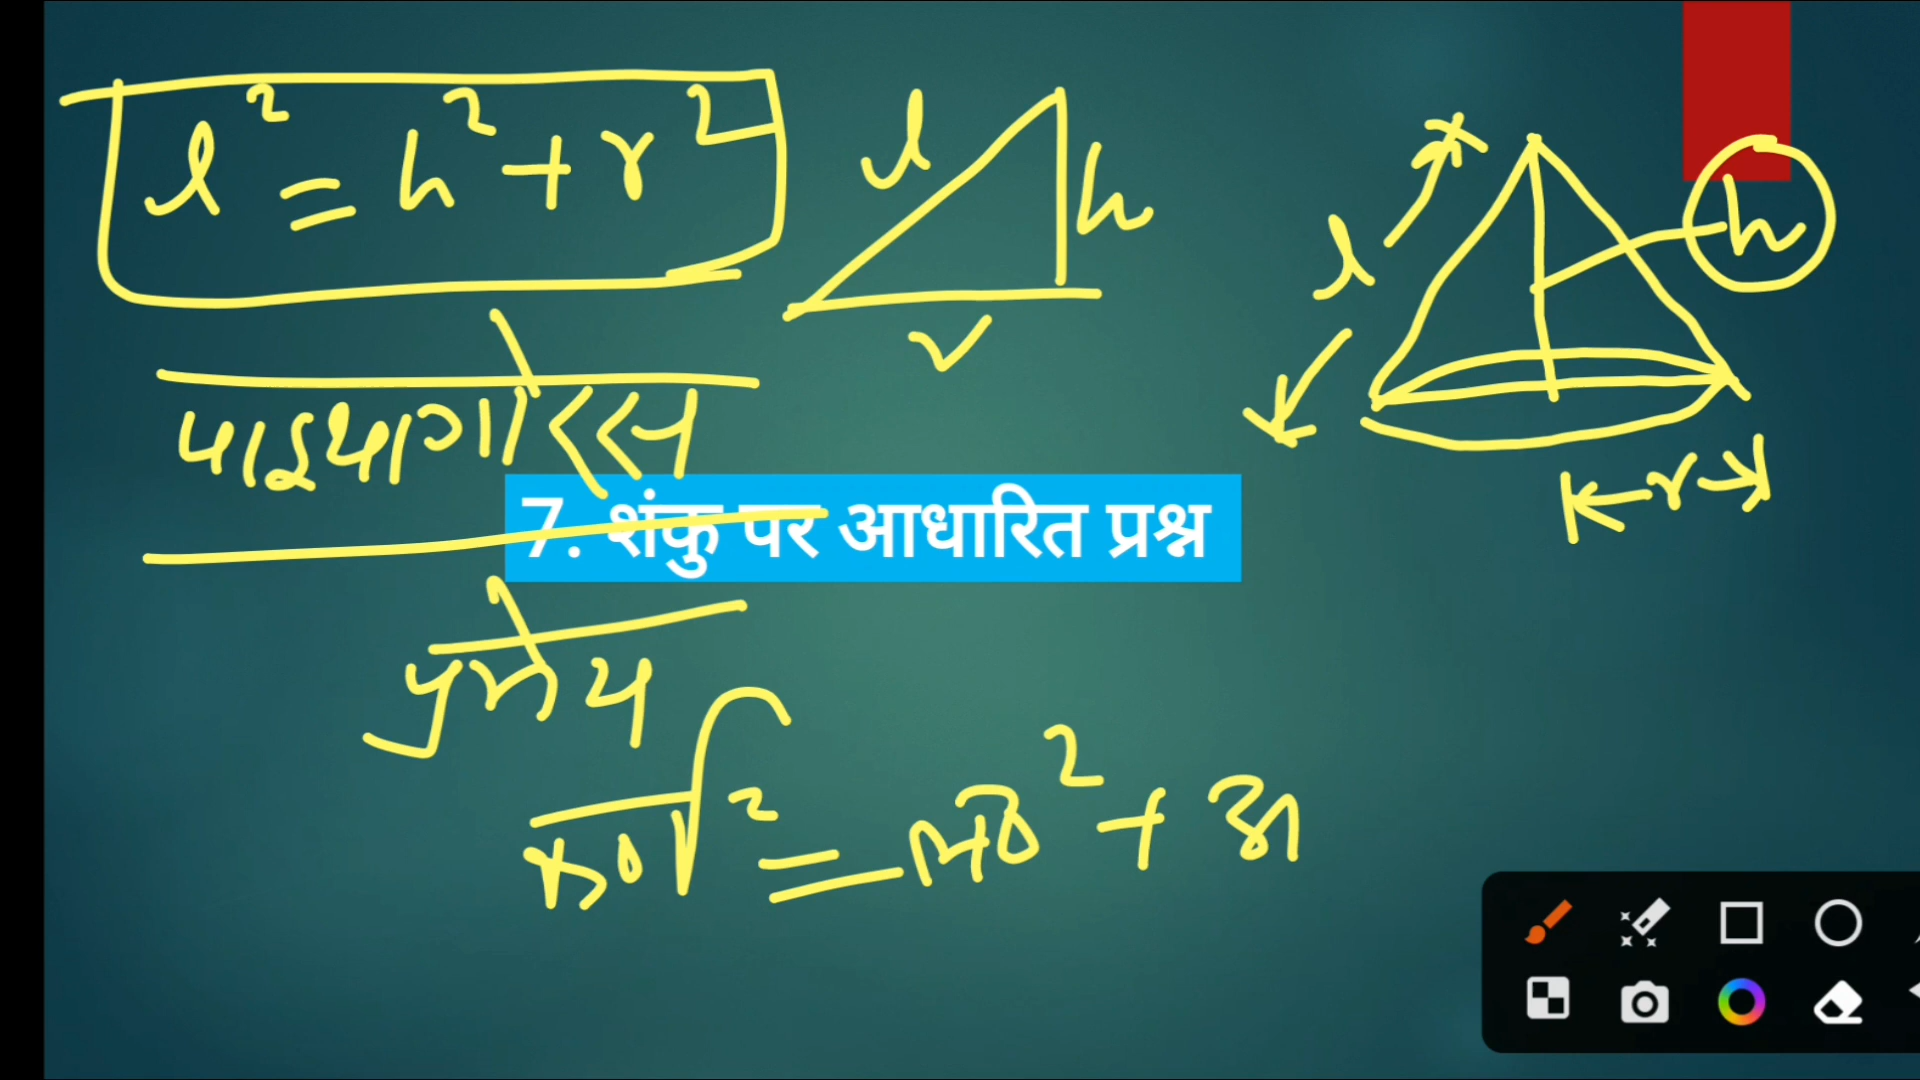 l² = h² + r²
l
h
r
l
h
r
पाइथागोरस
7. शंकु पर आधारित प्रश्न
प्रमेय
कर्ण² = लंब² + आ